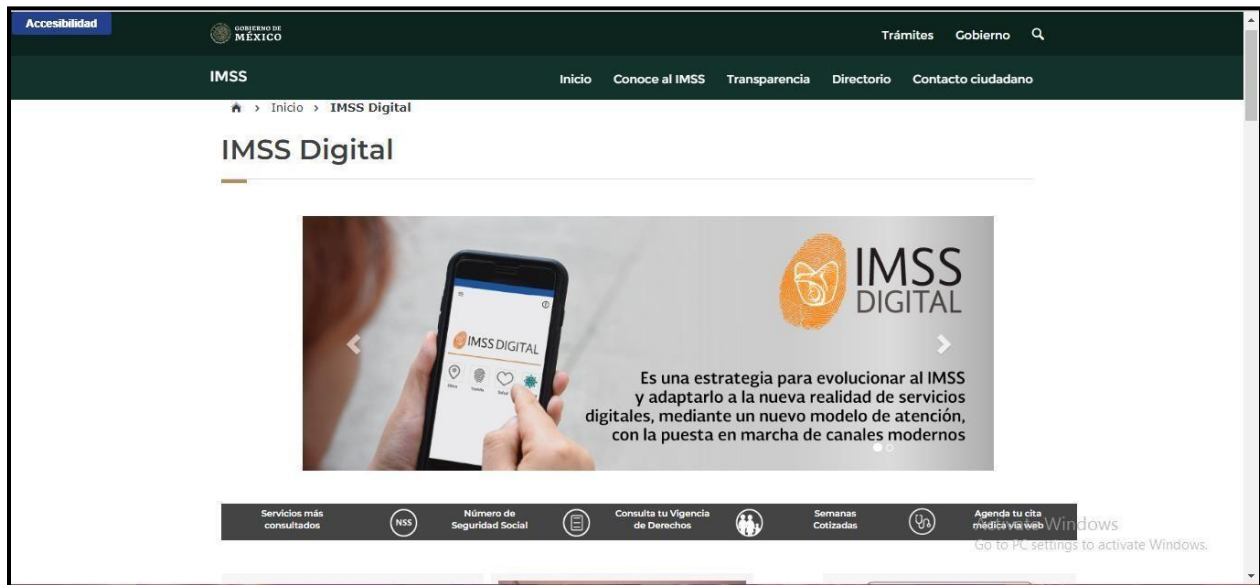 Accesibilidad
GOBIERNO DE
MÉXICO
Trámites Gobierno
IMSS
Inicio Conoce al IMSS Transparencia Directorio Contacto ciudadano
> Inicio > IMSS Digital
IMSS Digital
IMSS
DIGITAL
IMSS DIGITAL
Salud
Es una estrategia para evolucionar al IMSS
y adaptarlo a la nueva realidad de servicios
digitales, mediante un nuevo modelo de atención,
con la puesta en marcha de canales modernos
Servicios más
consultados
NSS
Número de
Seguridad Social
Consulta tu Vigencia
de Derechos
Semanas
Cotizadas
Agenda tu cita
médica vía web
Activate Windows
Go to PC settings to activate Windows.